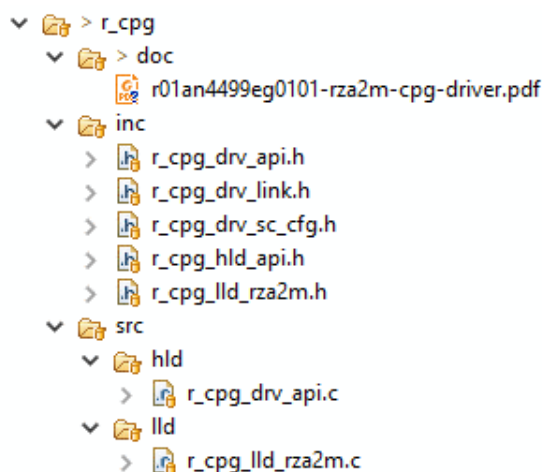 > r_cpg
> doc
r01an4499eg0101-rza2m-cpg-driver.pdf
inc
r_cpg_drv_api.h
r_cpg_drv_link.h
r_cpg_drv_sc_cfg.h
r_cpg_hld_api.h
r_cpg_lld_rza2m.h
src
hld
r_cpg_drv_api.c
lld
r_cpg_lld_rza2m.c